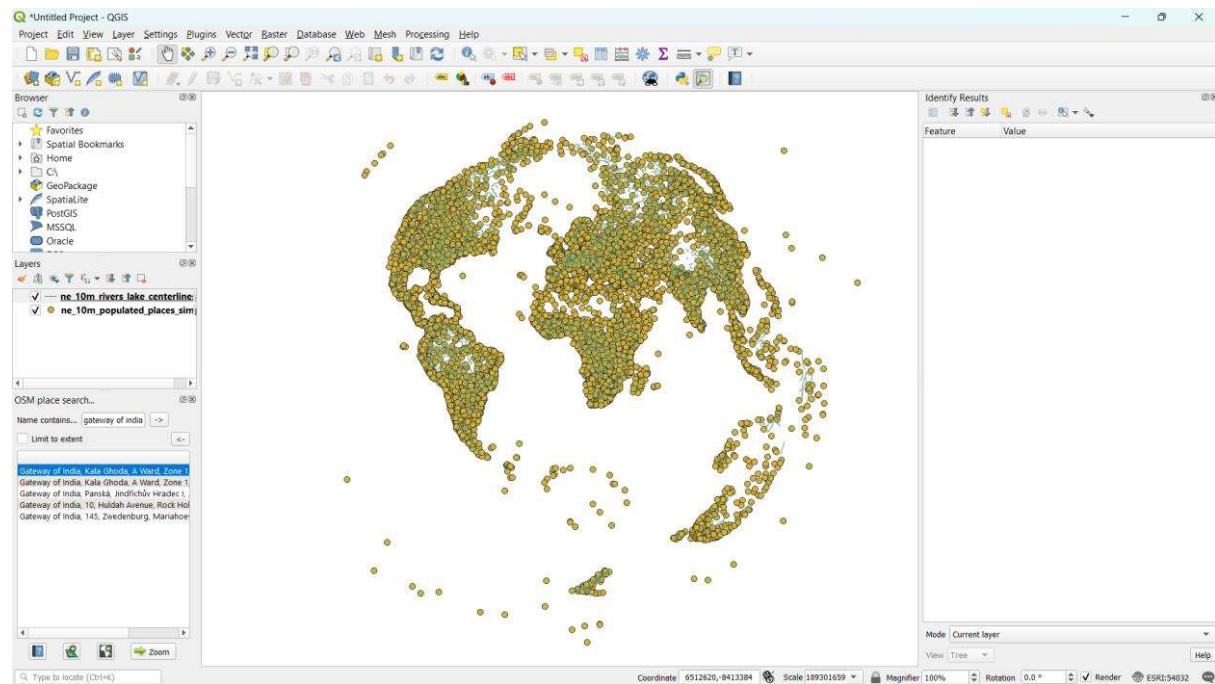 *Untitled Project - QGIS
Project Edit View Layer Settings Plugins Vector Raster Database Web Mesh Processing Help
Browser
Favorites
Spatial Bookmarks
Home
C:\
GeoPackage
SpatiaLite
PostGIS
MSSQL
Oracle
Layers
ne_10m_rivers_lake_centerline
ne_10m_populated_places_sim
OSM place search...
Name contains... gateway of india ->
Limit to extent <-
Gateway of India, Kala Ghoda, A Ward, Zone 1
Gateway of India, Kala Ghoda, A Ward, Zone 1,
Gateway of India, Panská, Jindřichův Hradec I,
Gateway of India, 10, Huldah Avenue, Rock Hol
Gateway of India, 145, Zwedenburg, Mariahoe
Zoom
Identify Results
Feature Value
Mode Current layer
View Tree Help
Type to locate (Ctrl+K) Coordinate 6512620,-8413384 Scale 189301659 Magnifier 100% Rotation 0.0 ° Render ESRI:54032